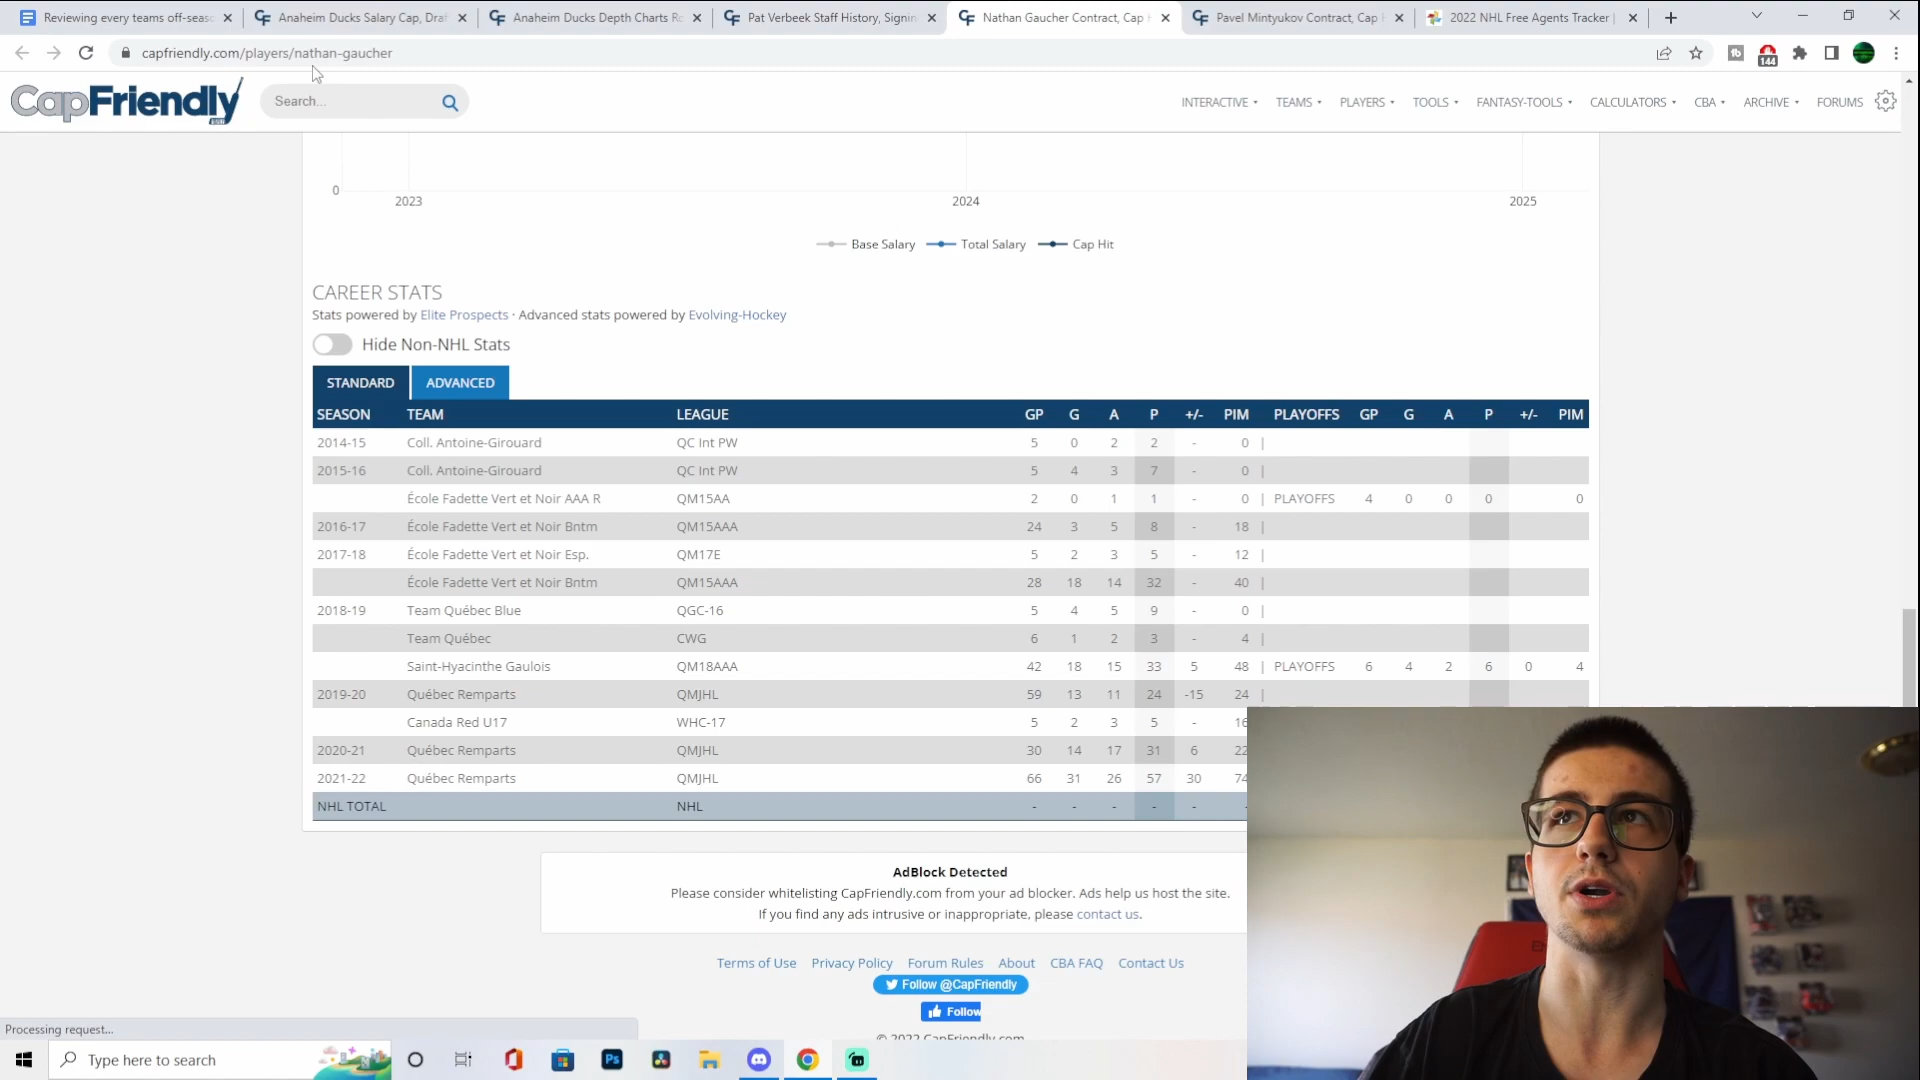 Reviewing every teams off-seas
Anaheim Ducks Salary Cap, Draf
Anaheim Ducks Depth Charts Ro
Pat Verbeek Staff History, Signin
Nathan Gaucher Contract, Cap H
Pavel Mintyukov Contract, Cap H
2022 NHL Free Agents Tracker |
capfriendly.com/players/nathan-gaucher
144
CapFriendly
Search...
INTERACTIVE
TEAMS
PLAYERS
TOOLS
FANTASY-TOOLS
CALCULATORS
CBA
ARCHIVE
FORUMS
0
2023 2024 2025
Base Salary Total Salary Cap Hit
CAREER STATS
Stats powered by Elite Prospects · Advanced stats powered by Evolving-Hockey
Hide Non-NHL Stats
STANDARD ADVANCED
SEASON TEAM LEAGUE GP G A P +/- PIM PLAYOFFS GP G A P +/- PIM
2014-15 Coll. Antoine-Girouard QC Int PW 5 0 2 2 - 0 |
2015-16 Coll. Antoine-Girouard QC Int PW 5 4 3 7 - 0 |
École Fadette Vert et Noir AAA R QM15AA 2 0 1 1 - 0 | PLAYOFFS 4 0 0 0 0
2016-17 École Fadette Vert et Noir Bntm QM15AAA 24 3 5 8 - 18 |
2017-18 École Fadette Vert et Noir Esp. QM17E 5 2 3 5 - 12 |
École Fadette Vert et Noir Bntm QM15AAA 28 18 14 32 - 40 |
2018-19 Team Québec Blue QGC-16 5 4 5 9 - 0 |
Team Québec CWG 6 1 2 3 - 4 |
Saint-Hyacinthe Gaulois QM18AAA 42 18 15 33 5 48 | PLAYOFFS 6 4 2 6 0 4
2019-20 Québec Remparts QMJHL 59 13 11 24 -15 24 |
Canada Red U17 WHC-17 5 2 3 5 - 16
2020-21 Québec Remparts QMJHL 30 14 17 31 6 22
2021-22 Québec Remparts QMJHL 66 31 26 57 30 74
NHL TOTAL NHL - - - - - -
AdBlock Detected
Please consider whitelisting CapFriendly.com from your ad blocker. Ads help us host the site.
If you find any ads intrusive or inappropriate, please contact us.
Terms of Use Privacy Policy Forum Rules About CBA FAQ Contact Us
Follow @CapFriendly
Follow
© 2022 CapFriendly.com
Processing request...
Type here to search
Ps